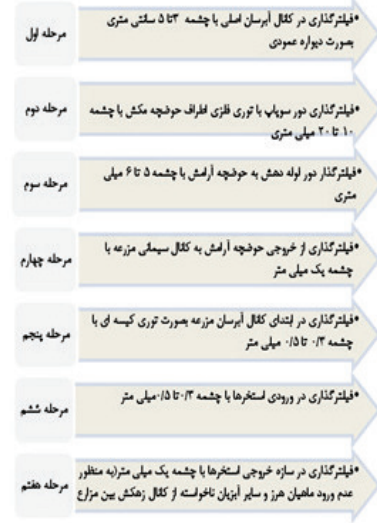 مرحله اول
•فیلترگذاری در کانال آبرسان اصلی با چشمه ۳تا ۵ سانتی متری
بصورت دیواره عمودی
مرحله دوم
•فیلترگذاری دور سوپاپ با توری فلزی اطراف حوضچه مکش با چشمه
۱۰ تا ۲۰ میلی متری
مرحله سوم
•فیلترگذار دور لوله دهش به حوضچه آرامش با چشمه ۵ تا ۶ میلی
متری
مرحله چهارم
•فیلترگذاری از خروجی حوضچه آرامش به کانال سیمانی مزرعه با
چشمه یک میلی متر
مرحله پنجم
•فیلترگذاری در ابتدای کانال آبرسان مزرعه بصورت توری کیسه ای با
چشمه ۰/۳ تا ۰/۵ میلی متر
مرحله ششم
•فیلترگذاری در ورودی استخرها با چشمه ۰/۳تا ۰/۵میلی متر
مرحله هفتم
•فیلترگذاری در سازه خروجی استخرها با چشمه یک میلی متر(به منظور
عدم ورود ماهیان هرز و سایر آبزیان ناخواسته از کانال زهکش بین مزارع